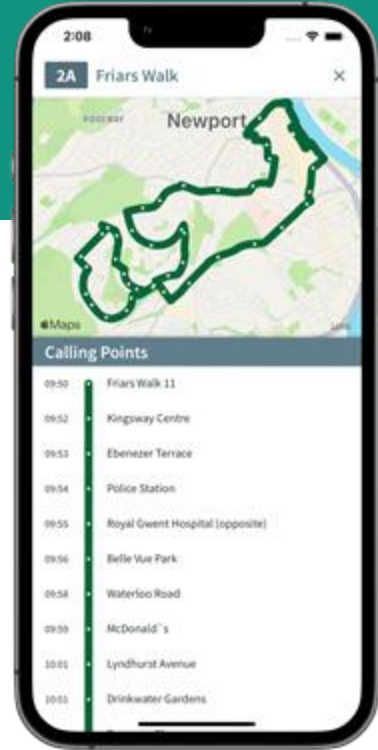 2:08
2A Friars Walk ×
Newport
Maps
Legal
Calling Points
09:50 Friars Walk 11
09:52 Kingsway Centre
09:53 Ebenezer Terrace
09:54 Police Station
09:55 Royal Gwent Hospital (opposite)
09:56 Belle Vue Park
09:58 Waterloo Road
09:59 McDonald`s
10:01 Lyndhurst Avenue
10:01 Drinkwater Gardens